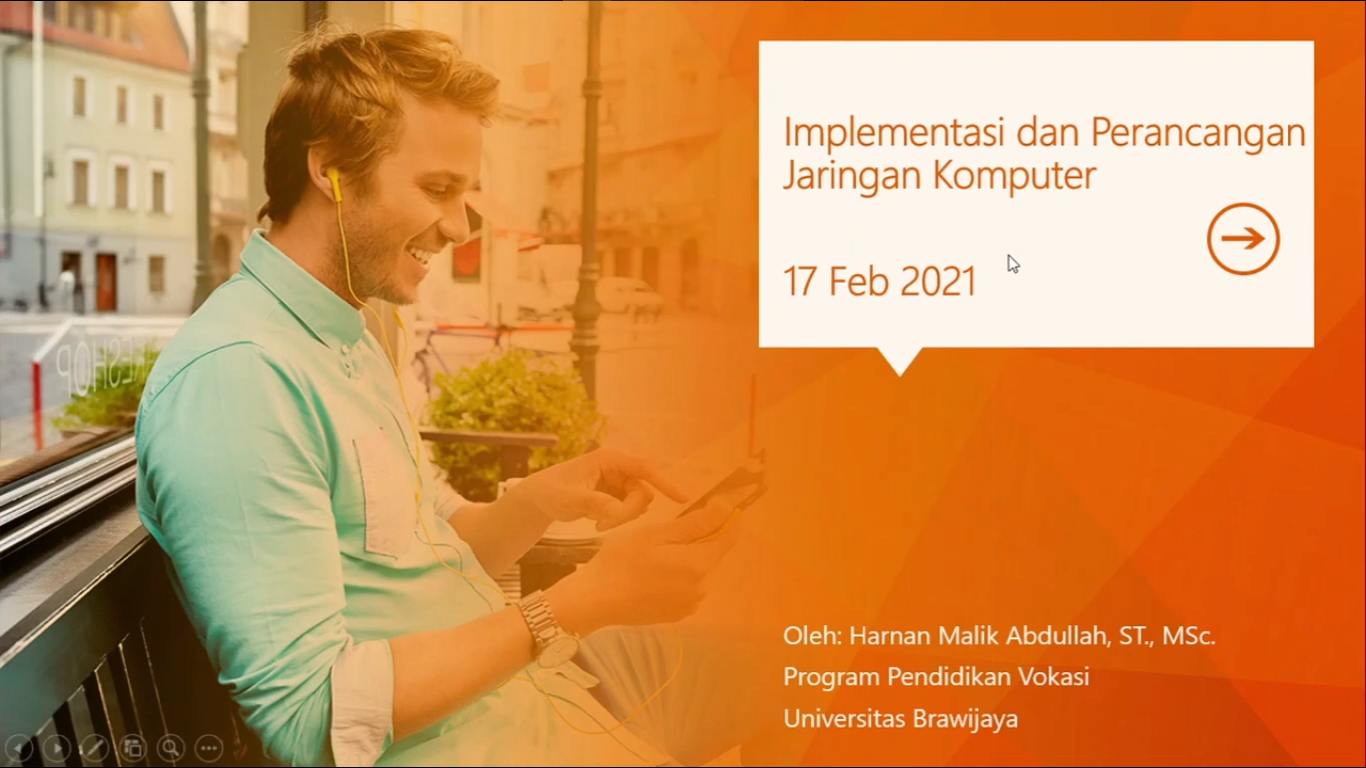 Implementasi dan Perancangan
Jaringan Komputer
17 Feb 2021
Oleh: Harnan Malik Abdullah, ST., MSc.
Program Pendidikan Vokasi
Universitas Brawijaya